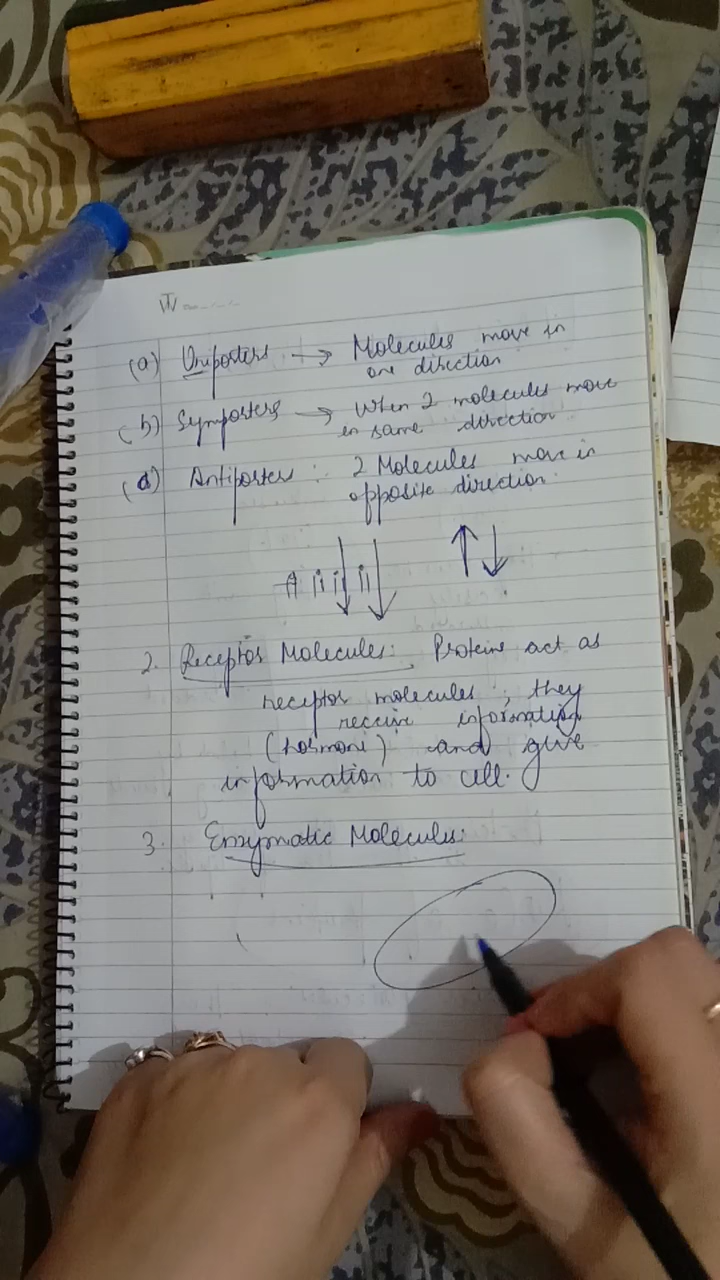 (a) Uniporters → Molecules move in
one direction.
(b) Symporters → When 2 molecules move
in same direction
(d) Antiporters : 2 Molecules move in
opposite direction.
2. Receptor Molecules: Proteins act as
receptor molecules, they
receive information
(hormone) and give
information to cell.
3. Enzymatic Molecules: